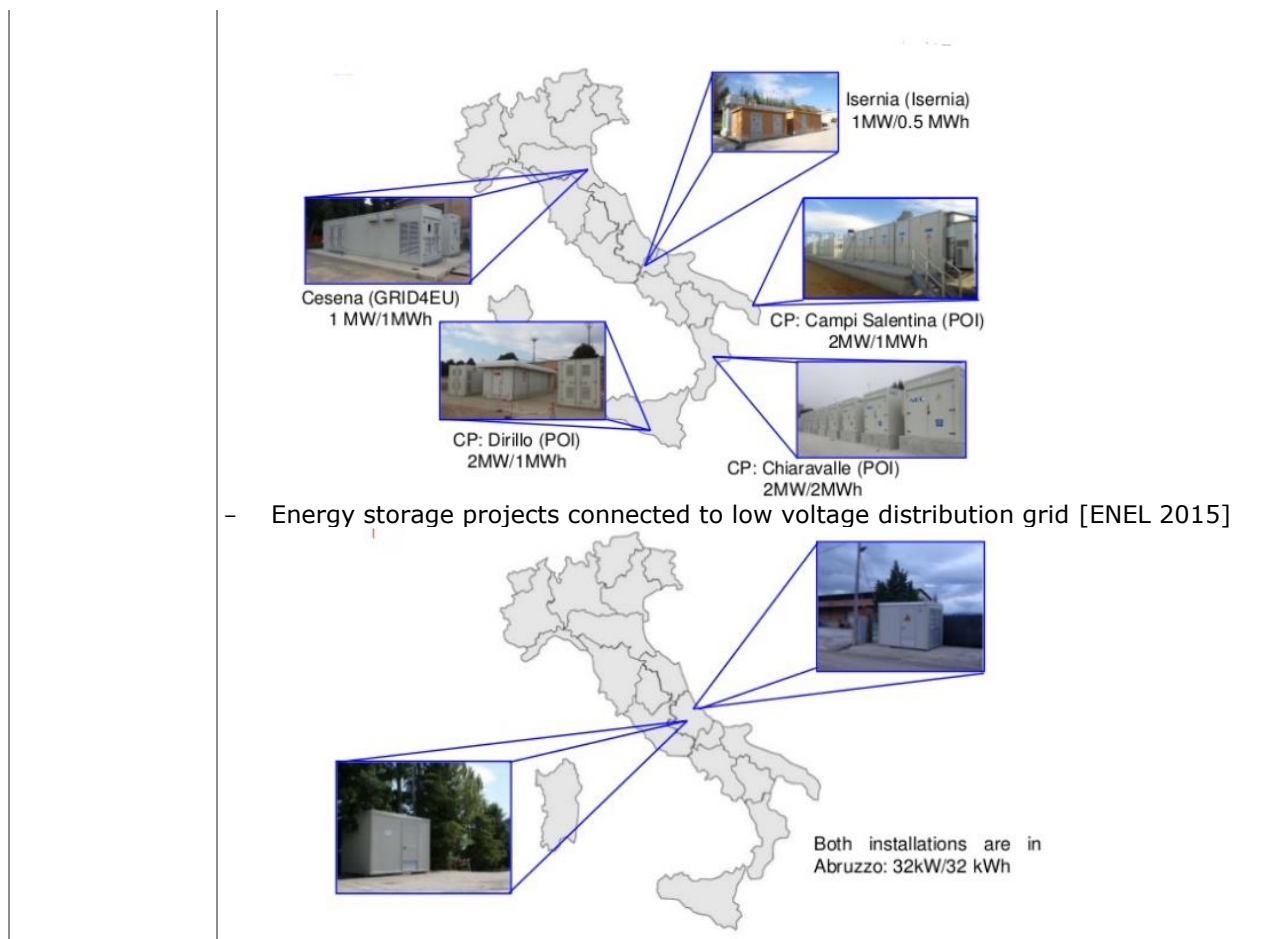 Isernia (Isernia)
1MW/0.5 MWh
Cesena (GRID4EU)
1 MW/1MWh
CP: Campi Salentina (POI)
2MW/1MWh
CP: Dirillo (POI)
2MW/1MWh
CP: Chiaravalle (POI)
2MW/2MWh
– Energy storage projects connected to low voltage distribution grid [ENEL 2015]
Both installations are in
Abruzzo: 32kW/32 kWh